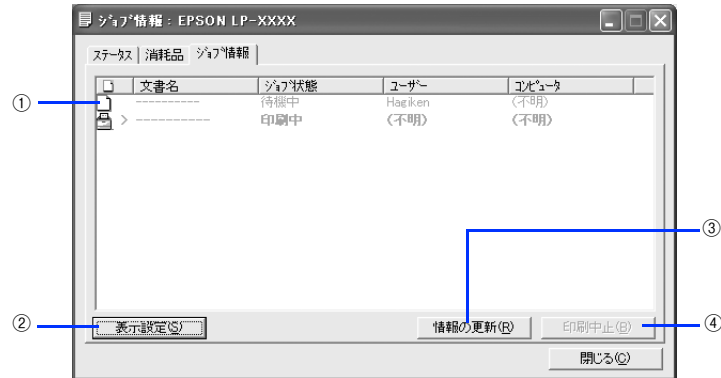 ジョブ情報 : EPSON LP-XXXX
ステータス 消耗品 ジョブ情報
文書名 ジョブ状態 ユーザー コンピュータ
① ---------- 待機中 Hagiken (不明)
> ---------- 印刷中 (不明) (不明)
③
② 表示設定(S) 情報の更新(R) 印刷中止(B) ④
閉じる(C)